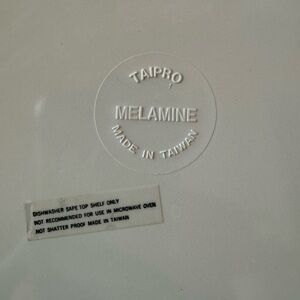 TAIPRO
MELAMINE
MADE IN TAIWAN
DISHWASHER SAFE TOP SHELF ONLY
NOT RECOMMENDED FOR USE IN MICROWAVE OVEN
NOT SHATTER PROOF MADE IN TAIWAN